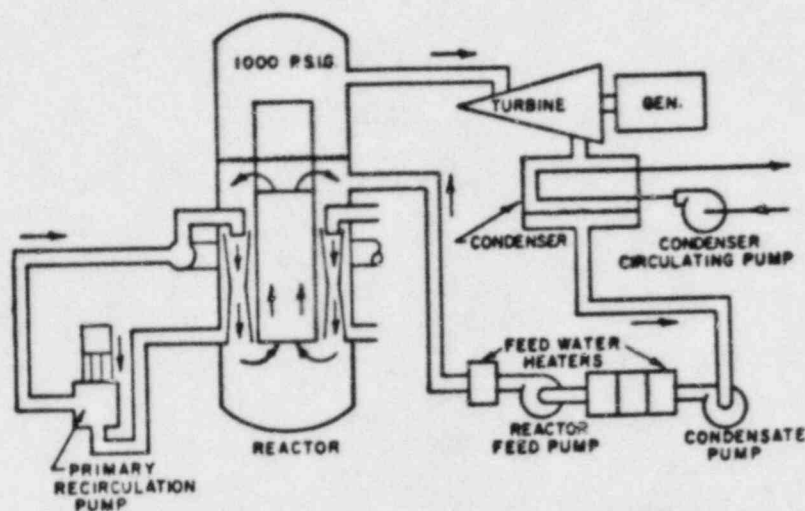 1000 P.S.I.G.
TURBINE
GEN.
CONDENSER
CONDENSER
CIRCULATING PUMP
FEED WATER
HEATERS
REACTOR
REACTOR
FEED PUMP
CONDENSATE
PUMP
PRIMARY
RECIRCULATION
PUMP